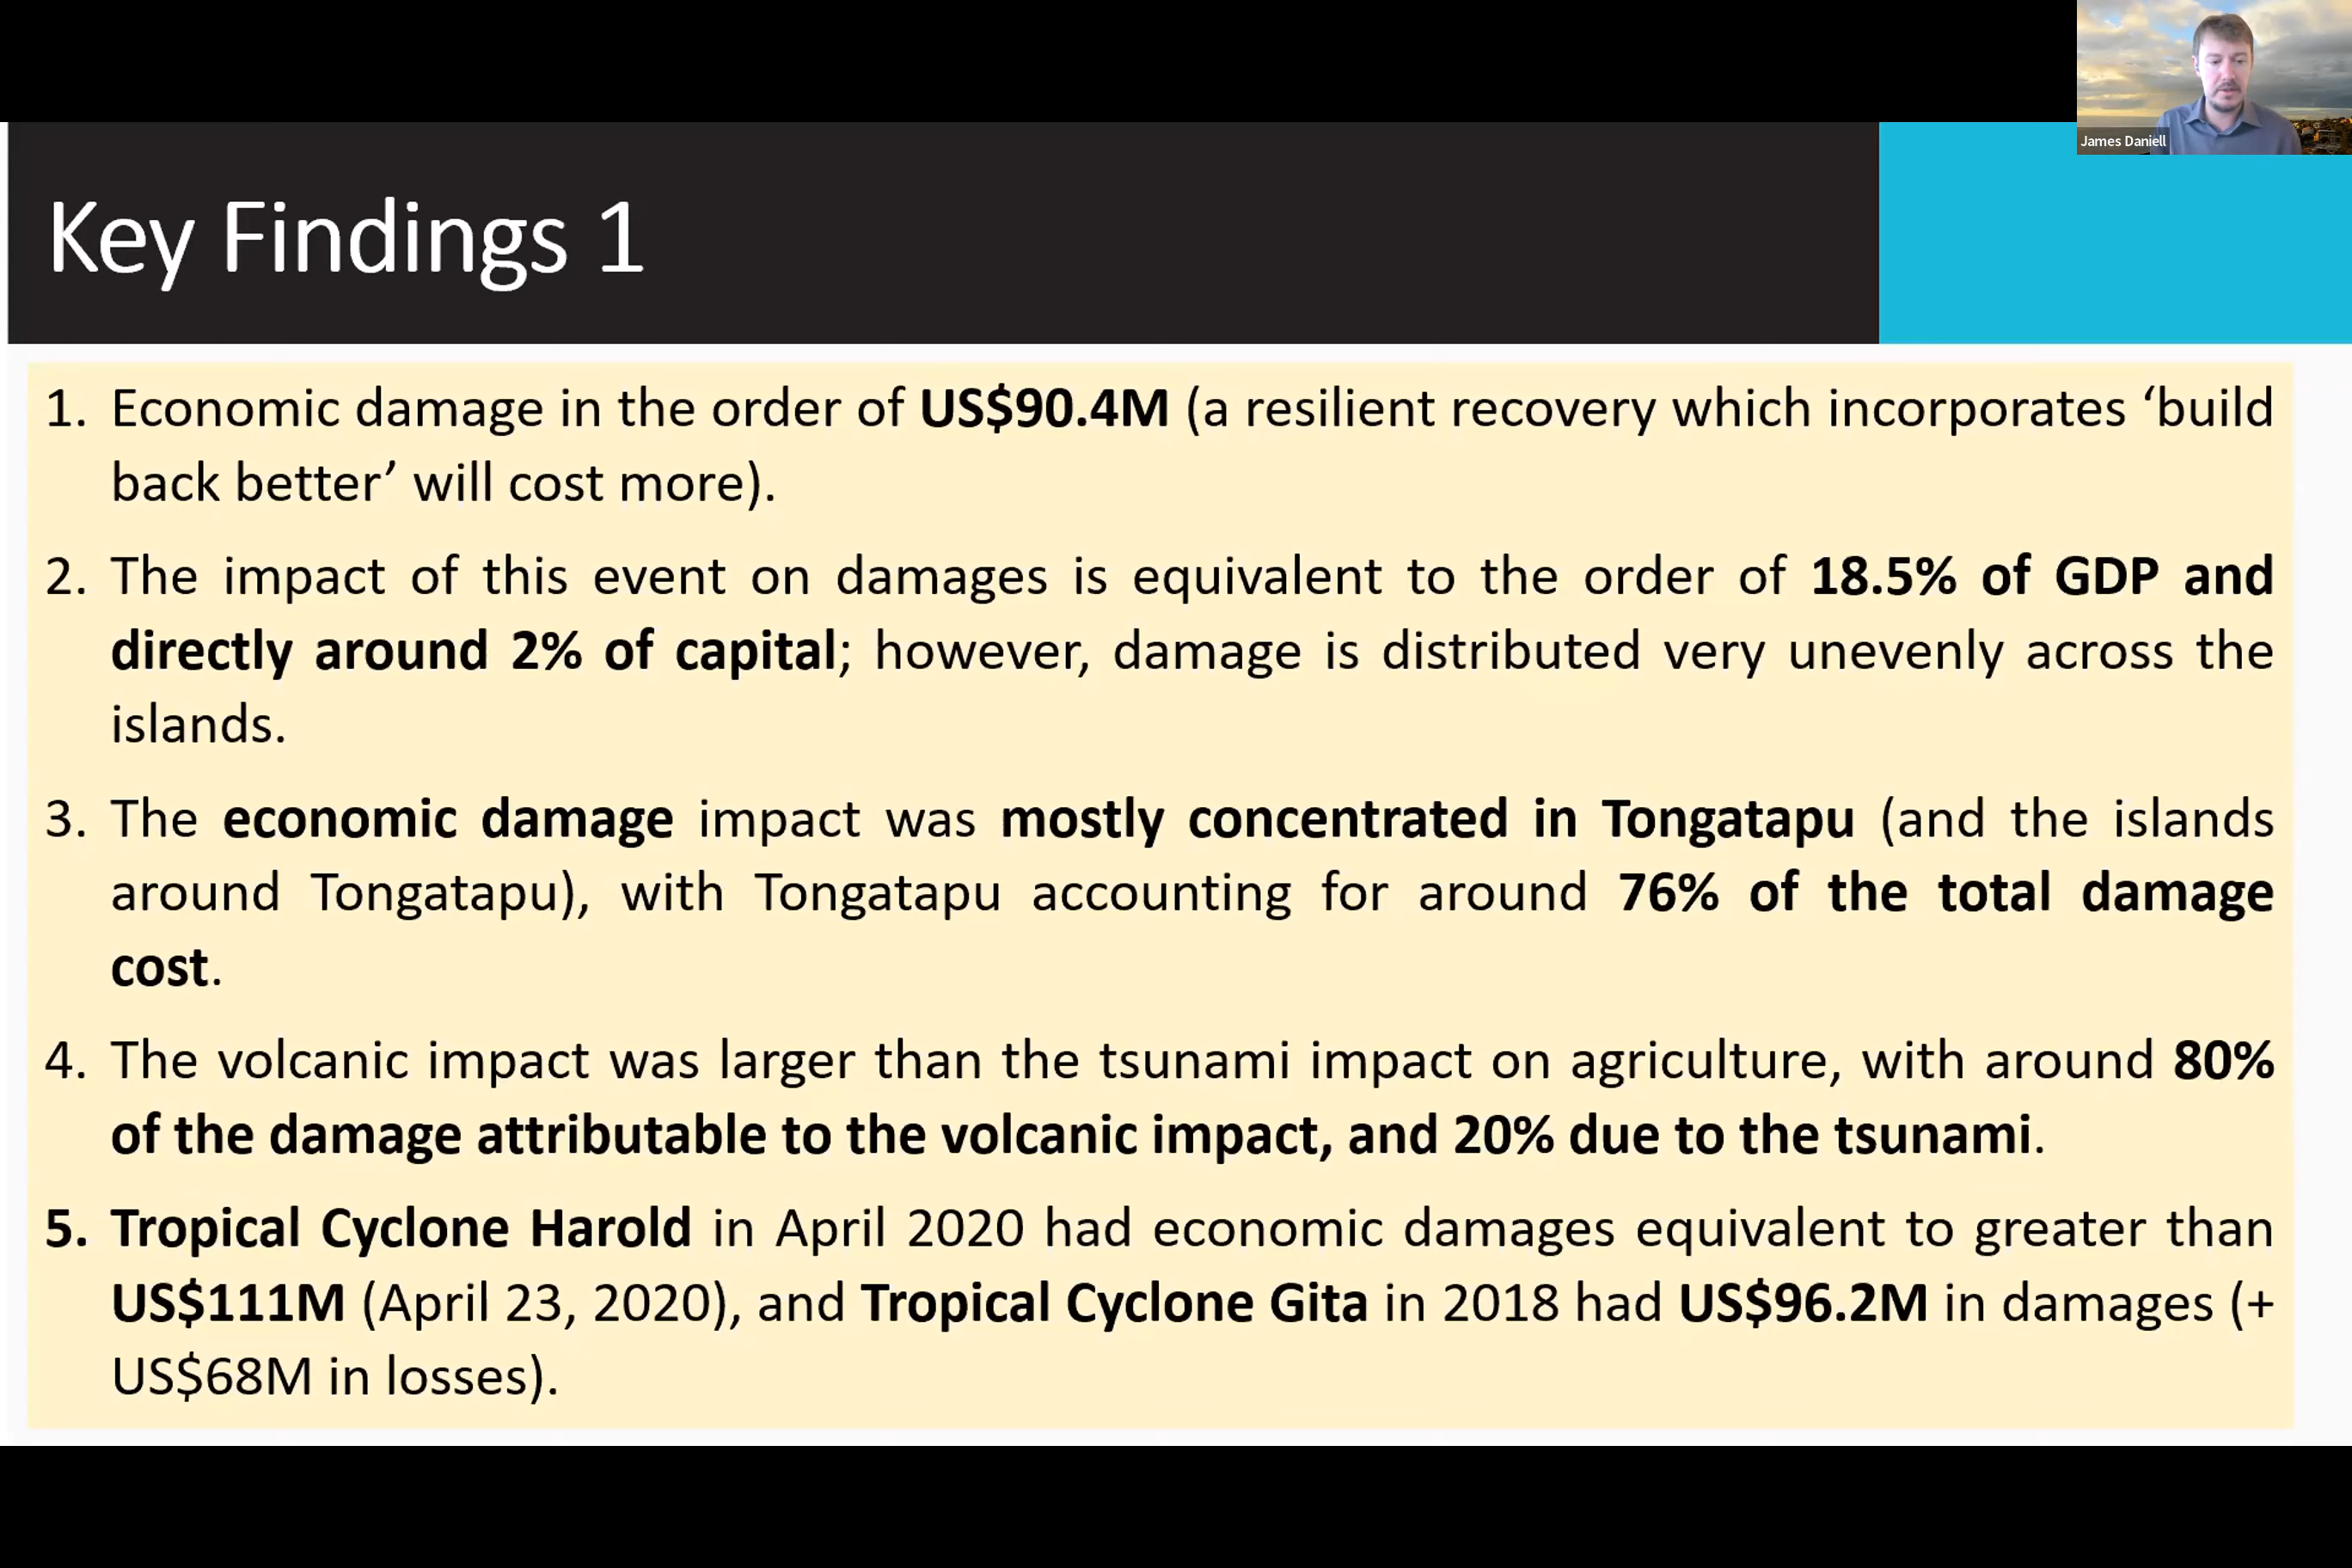 James Daniell
Key Findings 1
1. Economic damage in the order of US$90.4M (a resilient recovery which incorporates ‘build
back better’ will cost more).
2. The impact of this event on damages is equivalent to the order of 18.5% of GDP and
directly around 2% of capital; however, damage is distributed very unevenly across the
islands.
3. The economic damage impact was mostly concentrated in Tongatapu (and the islands
around Tongatapu), with Tongatapu accounting for around 76% of the total damage
cost.
4. The volcanic impact was larger than the tsunami impact on agriculture, with around 80%
of the damage attributable to the volcanic impact, and 20% due to the tsunami.
5. Tropical Cyclone Harold in April 2020 had economic damages equivalent to greater than
US$111M (April 23, 2020), and Tropical Cyclone Gita in 2018 had US$96.2M in damages (+
US$68M in losses).